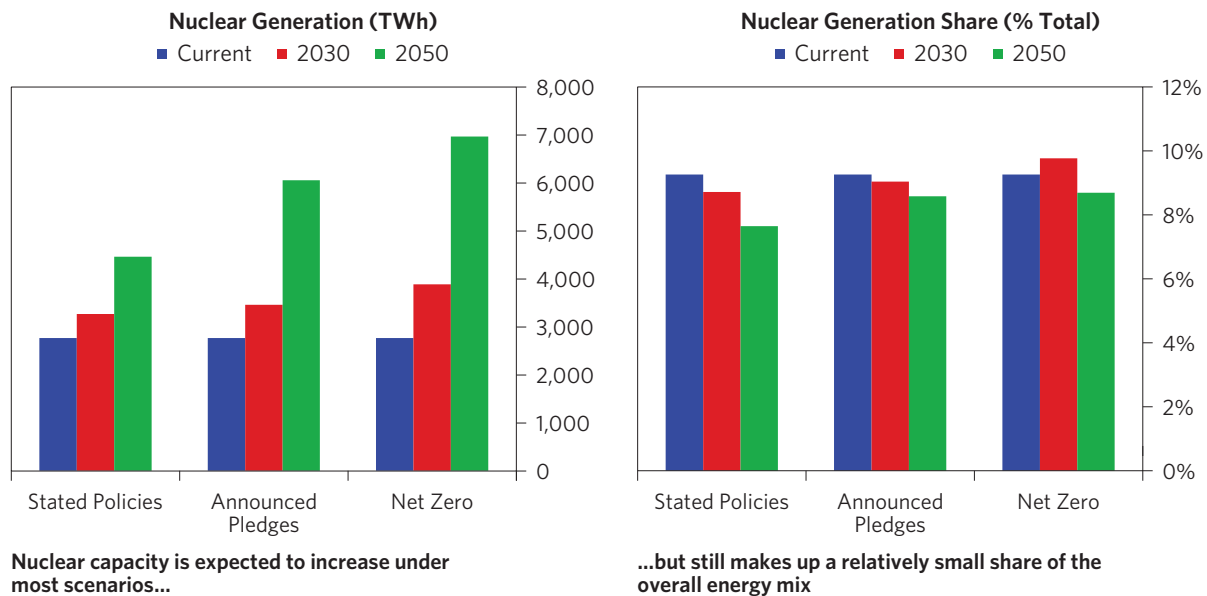 Nuclear Generation (TWh)
Current 2030 2050
8,000
7,000
6,000
5,000
4,000
3,000
2,000
1,000
0
Stated Policies
Announced
Pledges
Net Zero
Nuclear capacity is expected to increase under
most scenarios...
Nuclear Generation Share (% Total)
Current 2030 2050
12%
10%
8%
6%
4%
2%
0%
Stated Policies
Announced
Pledges
Net Zero
...but still makes up a relatively small share of the
overall energy mix